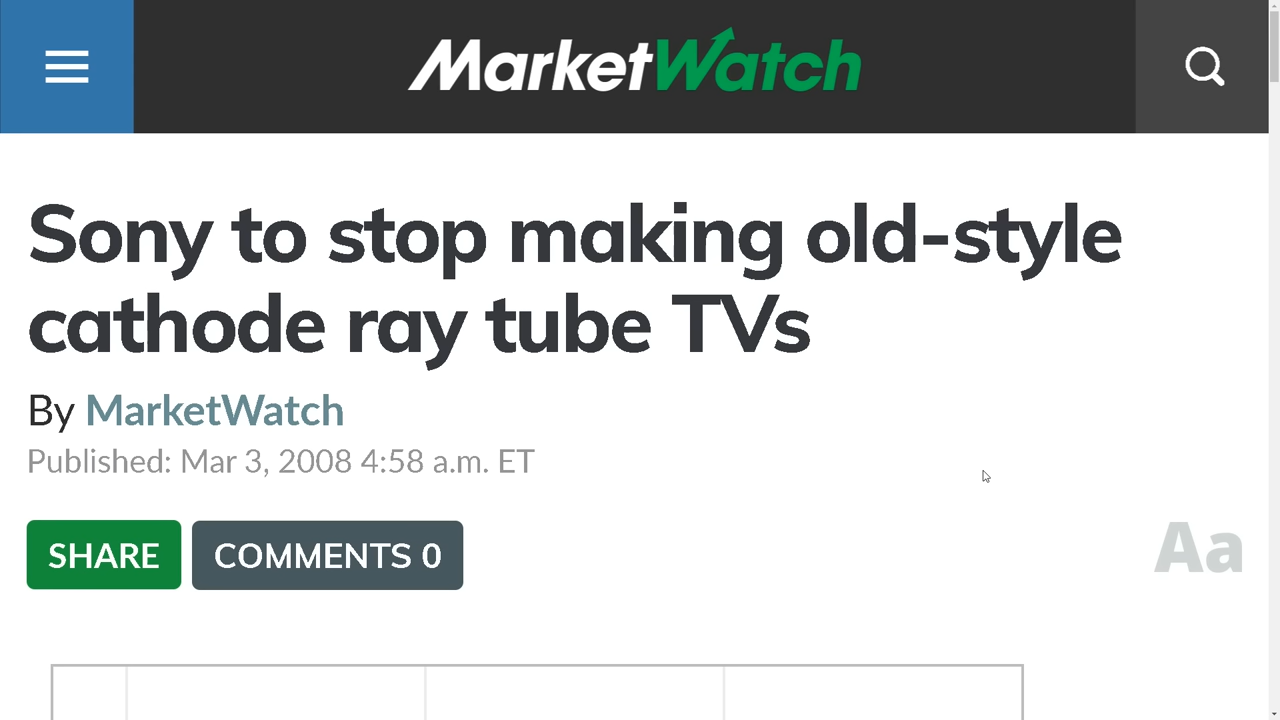 MarketWatch
Sony to stop making old-style
cathode ray tube TVs
By MarketWatch
Published: Mar 3, 2008 4:58 a.m. ET
SHARE
COMMENTS 0
Aa